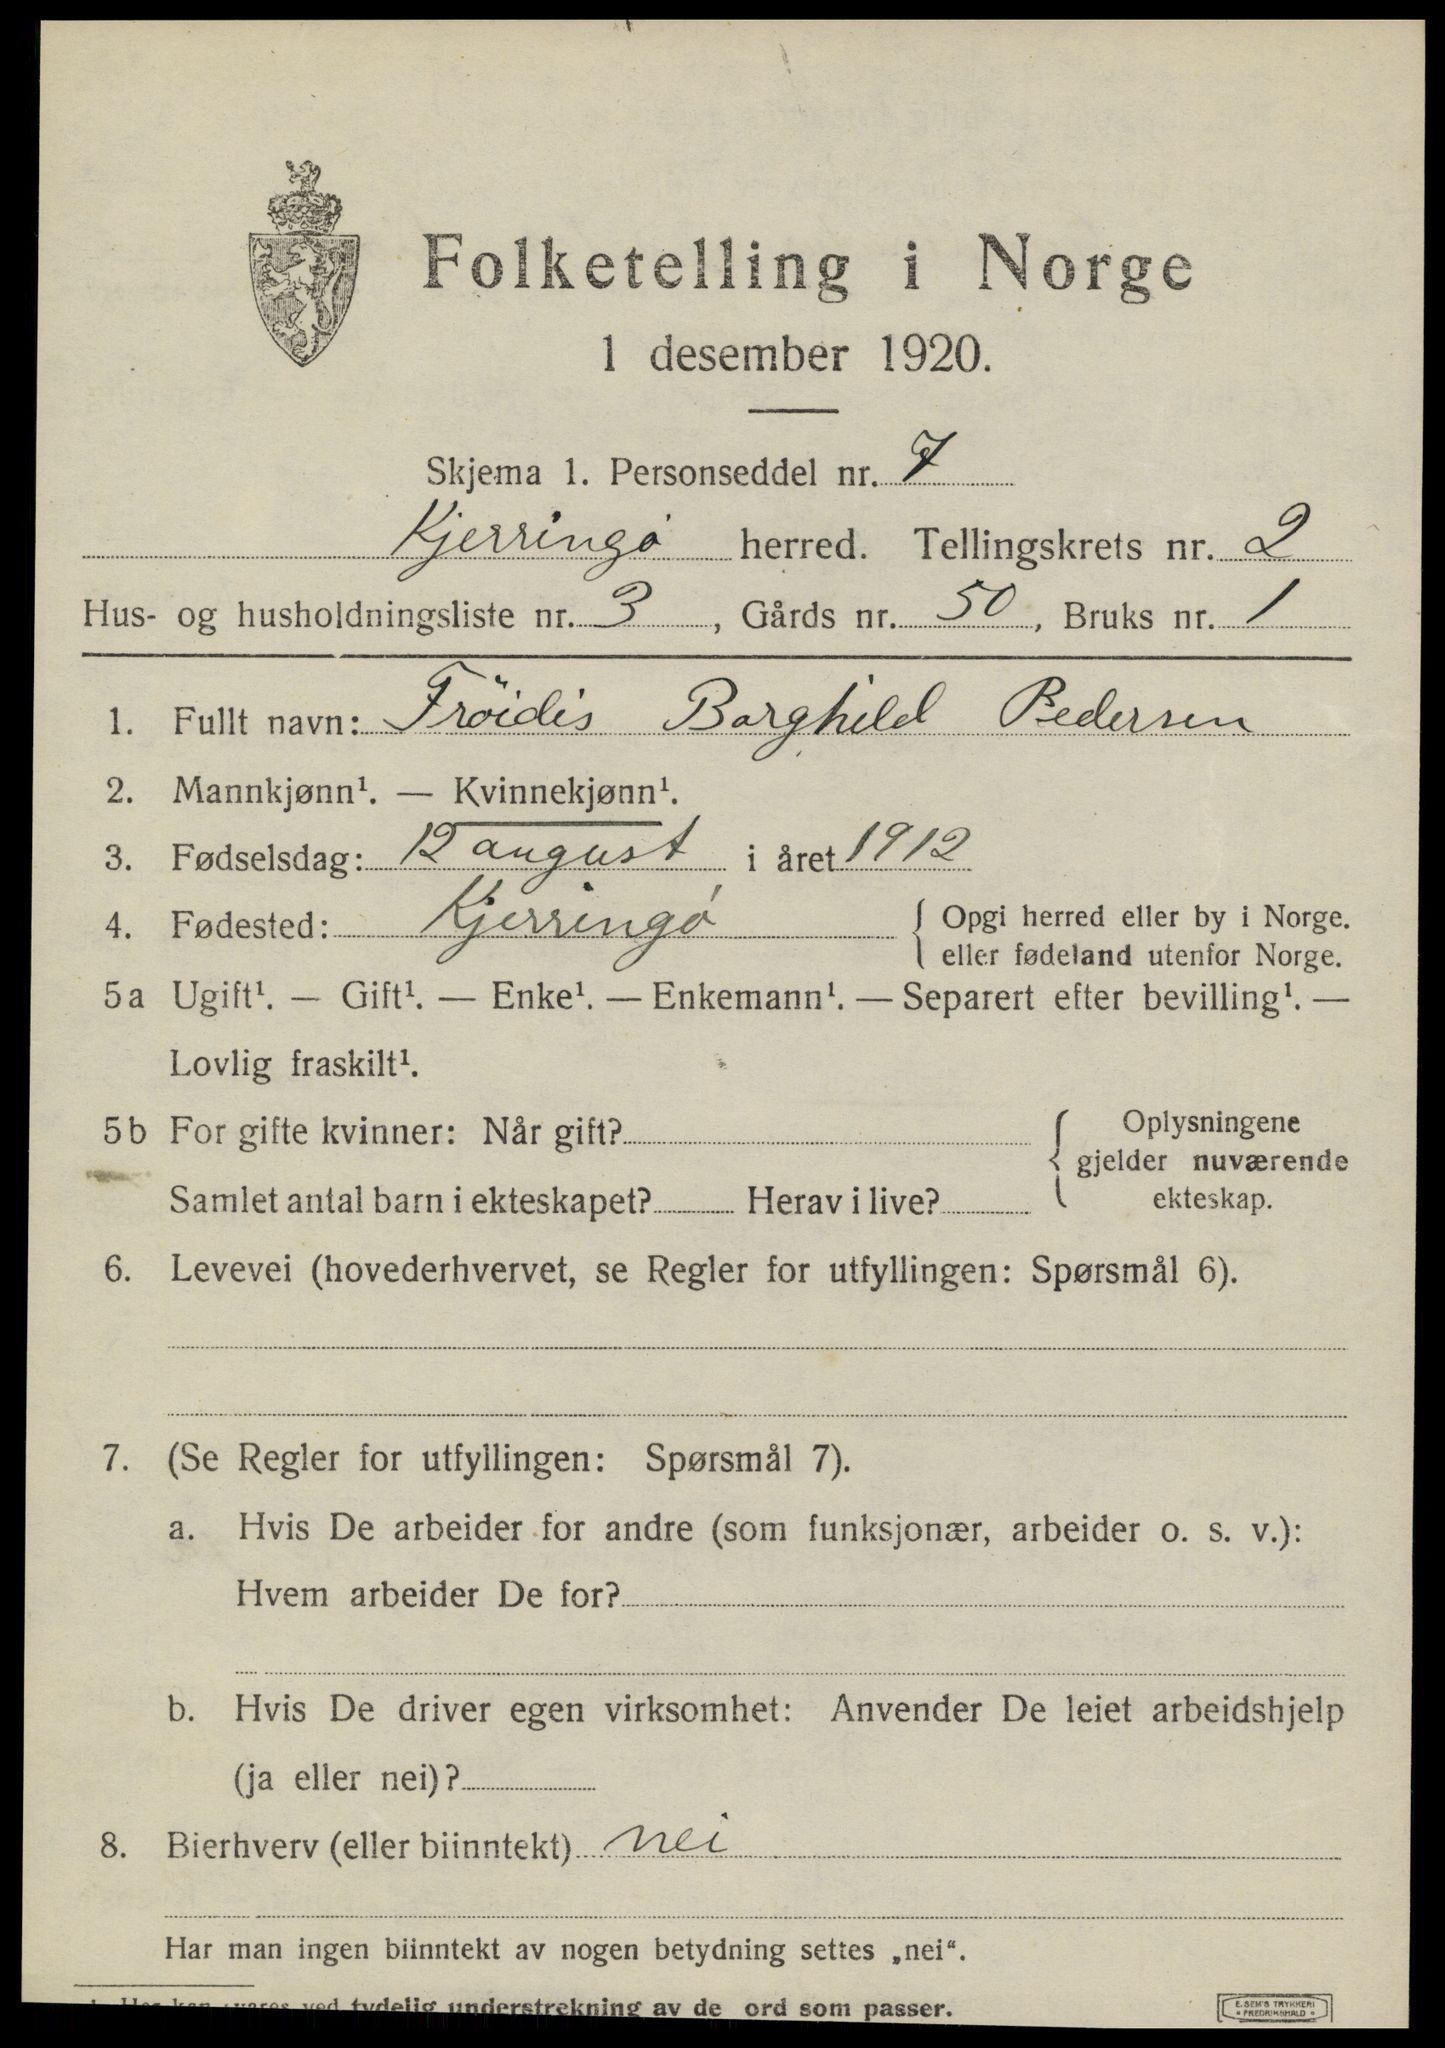 Folketelling i Norge
1 desember 1920.
Skjema 1. Personseddel nr. 7
Kjerringø herred. Tellingskrets nr. 2
Hus- og husholdningsliste nr. 3, Gårds nr. 50, Bruks nr. 1
1. Fullt navn: Fröidis Borghild Pedersen
2. Mannkjønn¹. — Kvinnekjønn¹.
3. Fødselsdag: 12 august i året 1912
4. Fødested: Kjerringø { Opgi herred eller by i Norge.
eller fødeland utenfor Norge.
5a Ugift¹. — Gift¹. — Enke¹. — Enkemann¹. — Separert efter bevilling¹. —
Lovlig fraskilt¹.
5b For gifte kvinner: Når gift? { Oplysningene
gjelder nuværende
Samlet antal barn i ekteskapet? Herav i live? ekteskap.
6. Levevei (hovederhvervet, se Regler for utfyllingen: Spørsmål 6).
7. (Se Regler for utfyllingen: Spørsmål 7).
a. Hvis De arbeider for andre (som funksjonær, arbeider o. s. v.):
Hvem arbeider De for?
b. Hvis De driver egen virksomhet: Anvender De leiet arbeidshjelp
(ja eller nei)?
8. Bierhverv (eller biinntekt) nei
Har man ingen biinntekt av nogen betydning settes „nei“.
tydelig understrekning av de ord som passer.
E. SEM'S TRYKKERI
FREDRIKSHALD